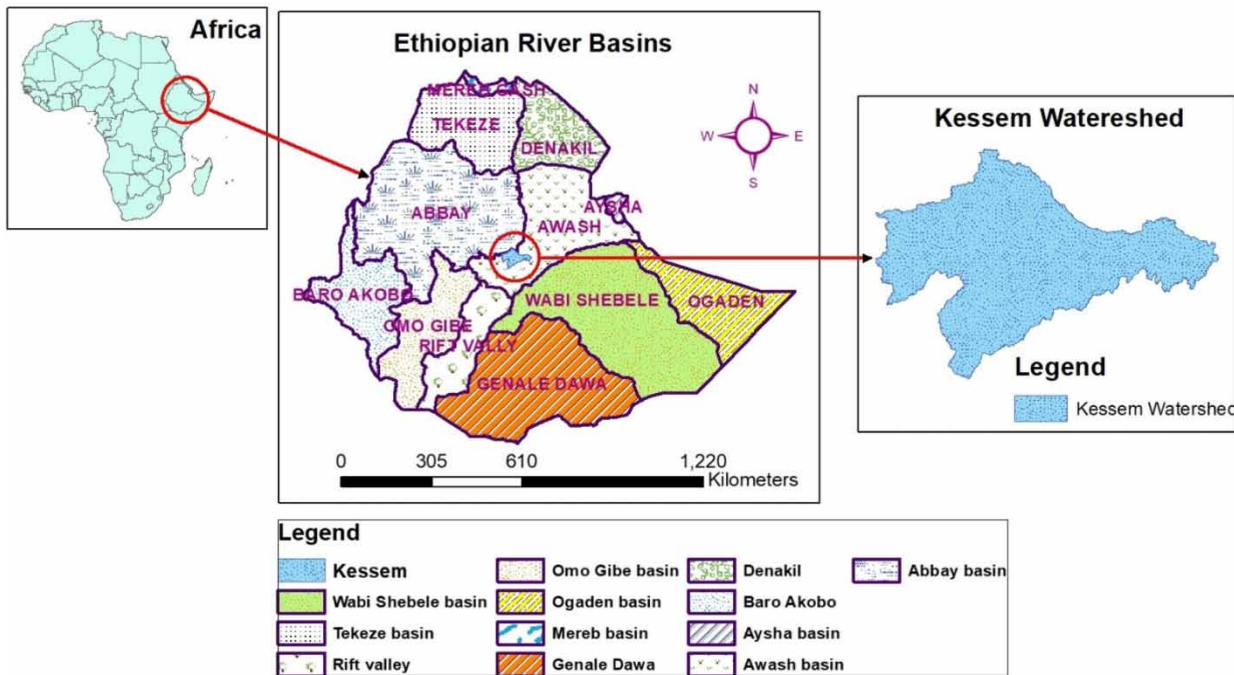 Africa
Ethiopian River Basins
MEREB GASH
TEKEZE
DENAKIL
ABBAY
AYSHA
AWASH
BARO AKOBO
WABI SHEBELE
OGADEN
OMO GIBE
RIFT VALLY
GENALE DAWA
N
W E
S
0 305 610 1,220
Kilometers
Kessem Watereshed
Legend
Kessem Watershed
Legend
Kessem Omo Gibe basin Denakil Abbay basin
Wabi Shebele basin Ogaden basin Baro Akobo
Tekeze basin Mereb basin Aysha basin
Rift valley Genale Dawa Awash basin